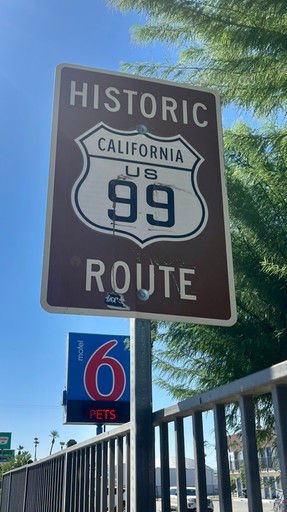 HISTORIC
CALIFORNIA
US
99
ROUTE
motel
6
PETS